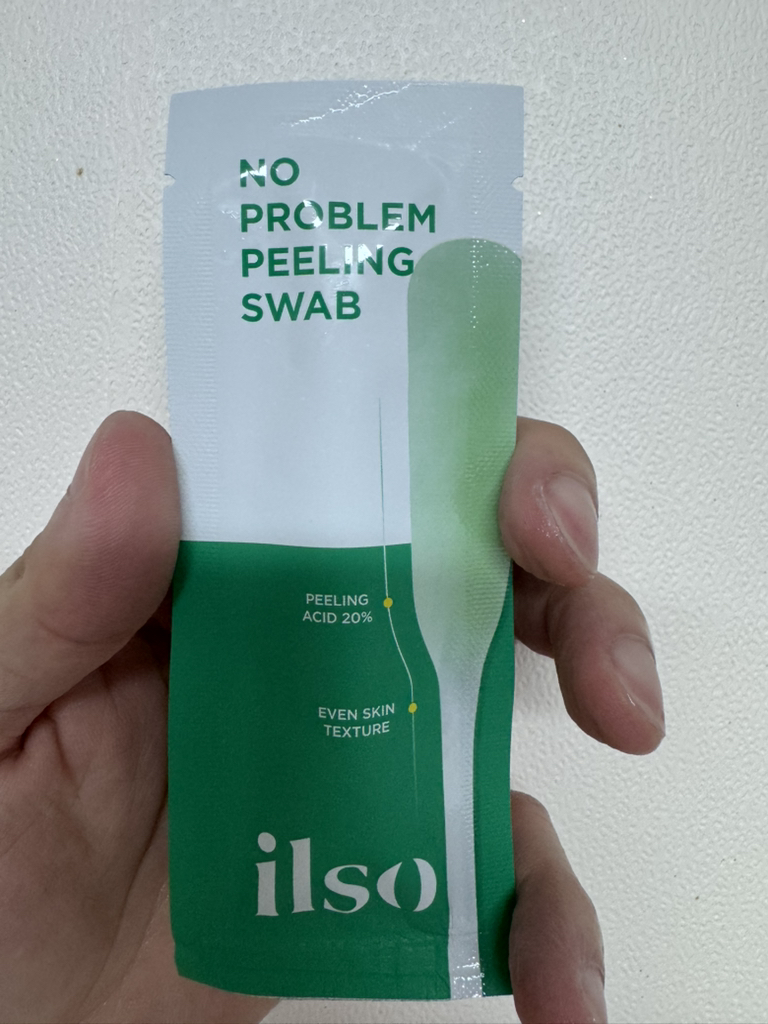 NO
PROBLEM
PEELING
SWAB
PEELING
ACID 20%
EVEN SKIN
TEXTURE
ilso